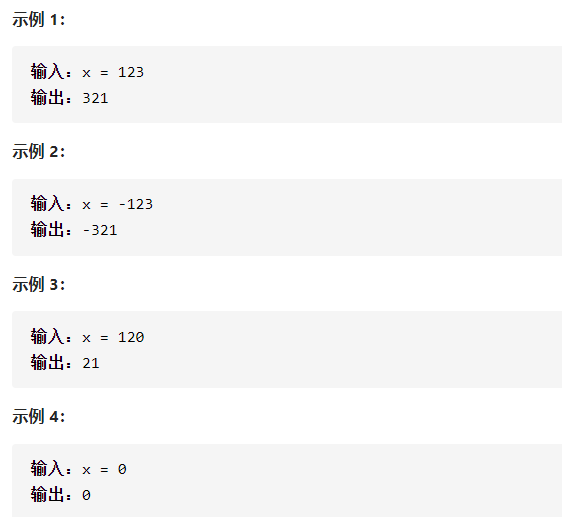 示例 1：
输入：x = 123
输出：321
示例 2：
输入：x = -123
输出：-321
示例 3：
输入：x = 120
输出：21
示例 4：
输入：x = 0
输出：0